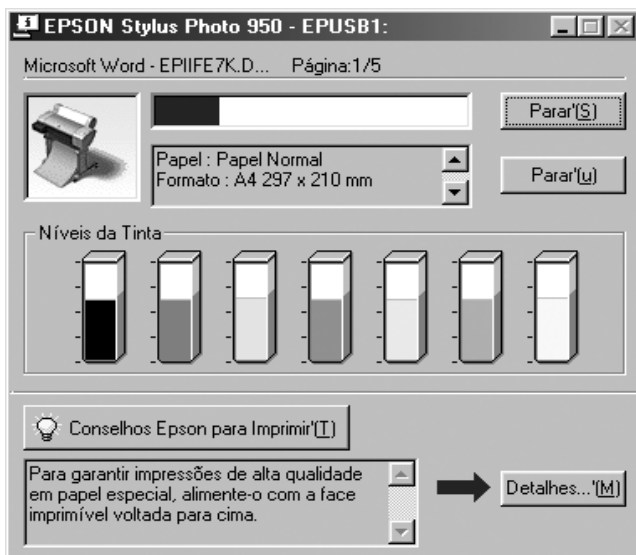 EPSON Stylus Photo 950 - EPUSB1:
Microsoft Word - EPIIFE7K.D... Página:1/5
Parar'(S)
Papel : Papel Normal
Formato : A4 297 x 210 mm
Parar'(u)
Níveis da Tinta
Conselhos Epson para Imprimir'(T)
Para garantir impressões de alta qualidade
em papel especial, alimente-o com a face
imprimível voltada para cima.
Detalhes...'(M)